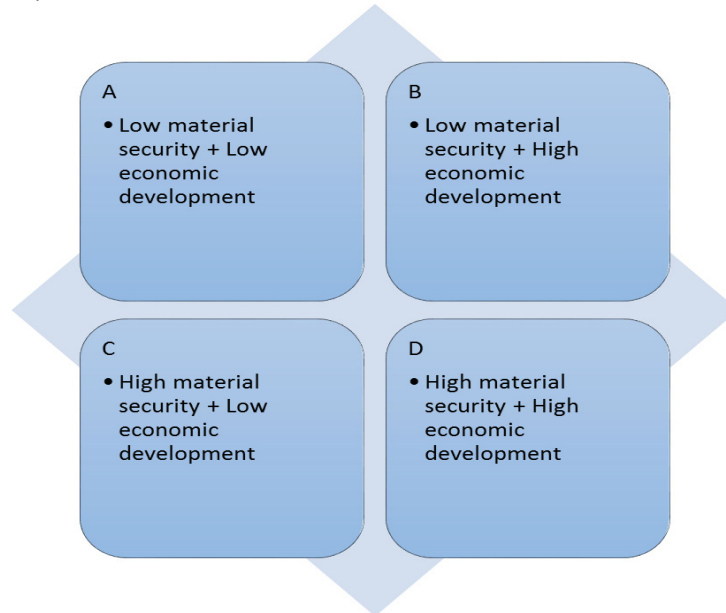 A
• Low material
security + Low
economic
development
B
• Low material
security + High
economic
development
C
• High material
security + Low
economic
development
D
• High material
security + High
economic
development